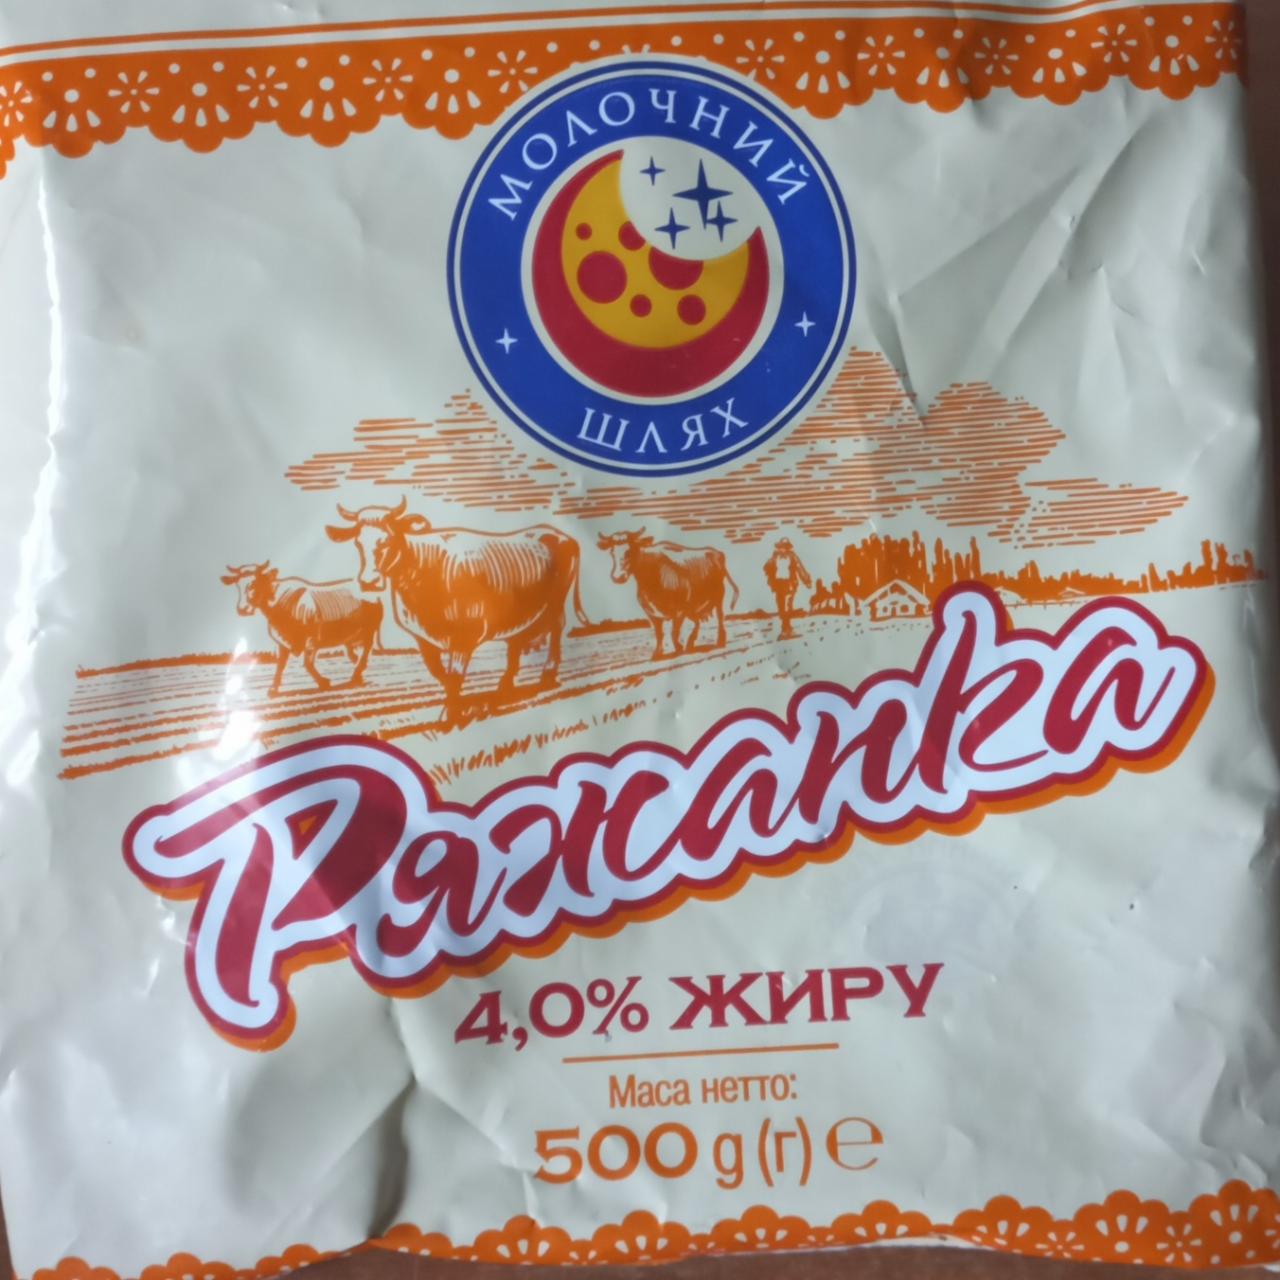 МОЛОЧНИЙ
ШЛЯХ
Ряжанка
4,0% ЖИРУ
Маса нетто:
500 g (г) ℮